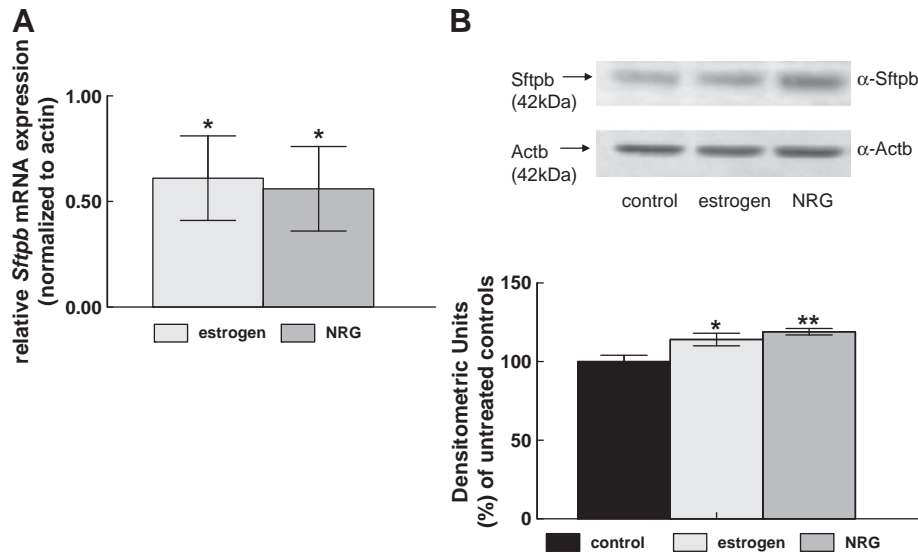 A
relative Sftpb mRNA expression
(normalized to actin)
1.00
0.50
0.00
*
*
estrogen
NRG
B
Sftpb
(42kDa)
α-Sftpb
Actb
(42kDa)
α-Actb
control estrogen NRG
Densitometric Units
(%) of untreated controls
150
100
50
0
*
**
control
estrogen
NRG